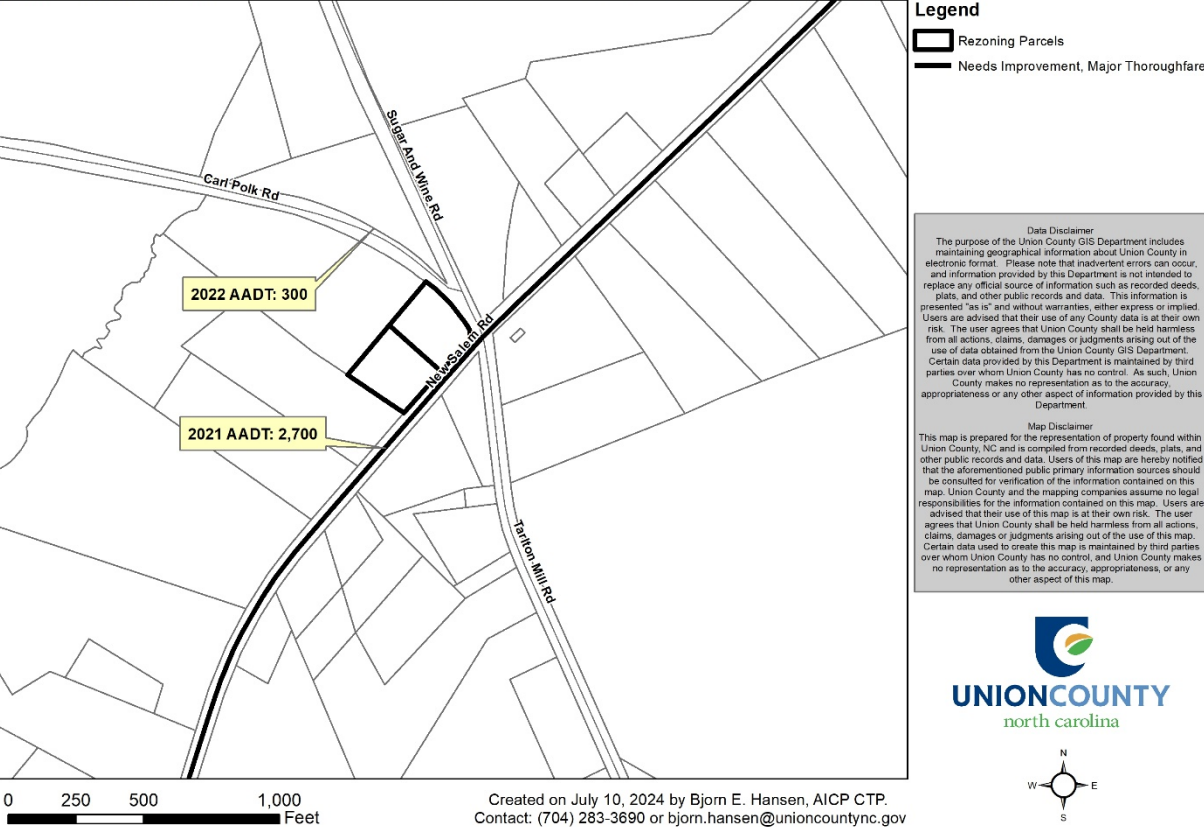 Legend
Rezoning Parcels
Needs Improvement, Major Thoroughfare
Sugar And Wine Rd
Carl Polk Rd
2022 AADT: 300
New Salem Rd
2021 AADT: 2,700
Tarlton Mill Rd
Data Disclaimer
The purpose of the Union County GIS Department includes
maintaining geographical information about Union County in
electronic format. Please note that inadvertent errors can occur,
and information provided by this Department is not intended to
replace any official source of information such as recorded deeds,
plats, and other public records and data. This information is
presented "as is" and without warranties, either express or implied.
Users are advised that their use of any County data is at their own
risk. The user agrees that Union County shall be held harmless
from all actions, claims, damages or judgments arising out of the
use of data obtained from the Union County GIS Department.
Certain data provided by this Department is maintained by third
parties over whom Union County has no control. As such, Union
County makes no representation as to the accuracy,
appropriateness or any other aspect of information provided by this
Department.
Map Disclaimer
This map is prepared for the representation of property found within
Union County, NC and is compiled from recorded deeds, plats, and
other public records and data. Users of this map are hereby notified
that the aforementioned public primary information sources should
be consulted for verification of the information contained on this
map. Union County and the mapping companies assume no legal
responsibilities for the information contained on this map. Users are
advised that their use of this map is at their own risk. The user
agrees that Union County shall be held harmless from all actions,
claims, damages or judgments arising out of the use of this map.
Certain data used to create this map is maintained by third parties
over whom Union County has no control, and Union County makes
no representation as to the accuracy, appropriateness, or any
other aspect of this map.
UNIONCOUNTY
north carolina
N
W E
S
0 250 500 1,000
Feet
Created on July 10, 2024 by Bjorn E. Hansen, AICP CTP.
Contact: (704) 283-3690 or bjorn.hansen@unioncountync.gov